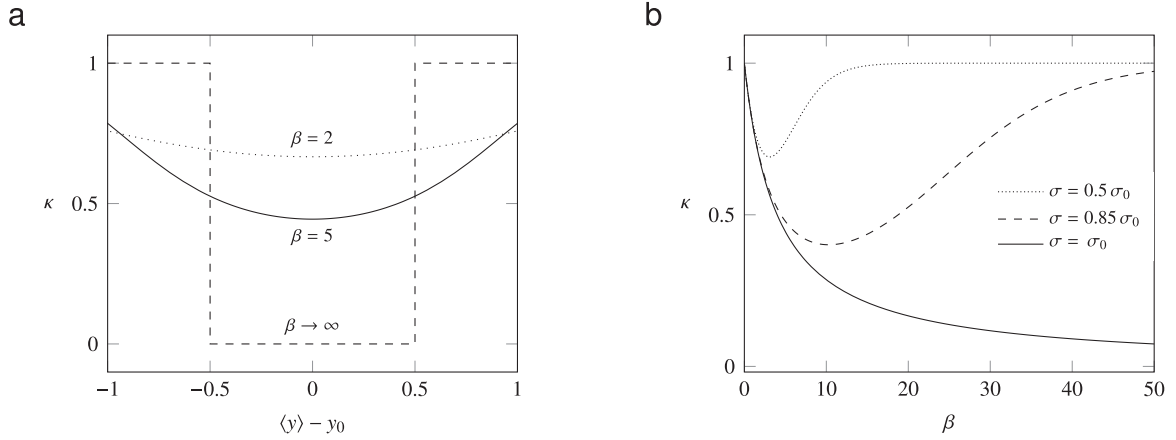 a
1
0.5
0
κ
β = 2
β = 5
β → ∞
−1
−0.5
0
0.5
1
⟨y⟩ − y₀
b
1
0.5
0
κ
σ = 0.5 σ₀
σ = 0.85 σ₀
σ = σ₀
0
10
20
30
40
50
β